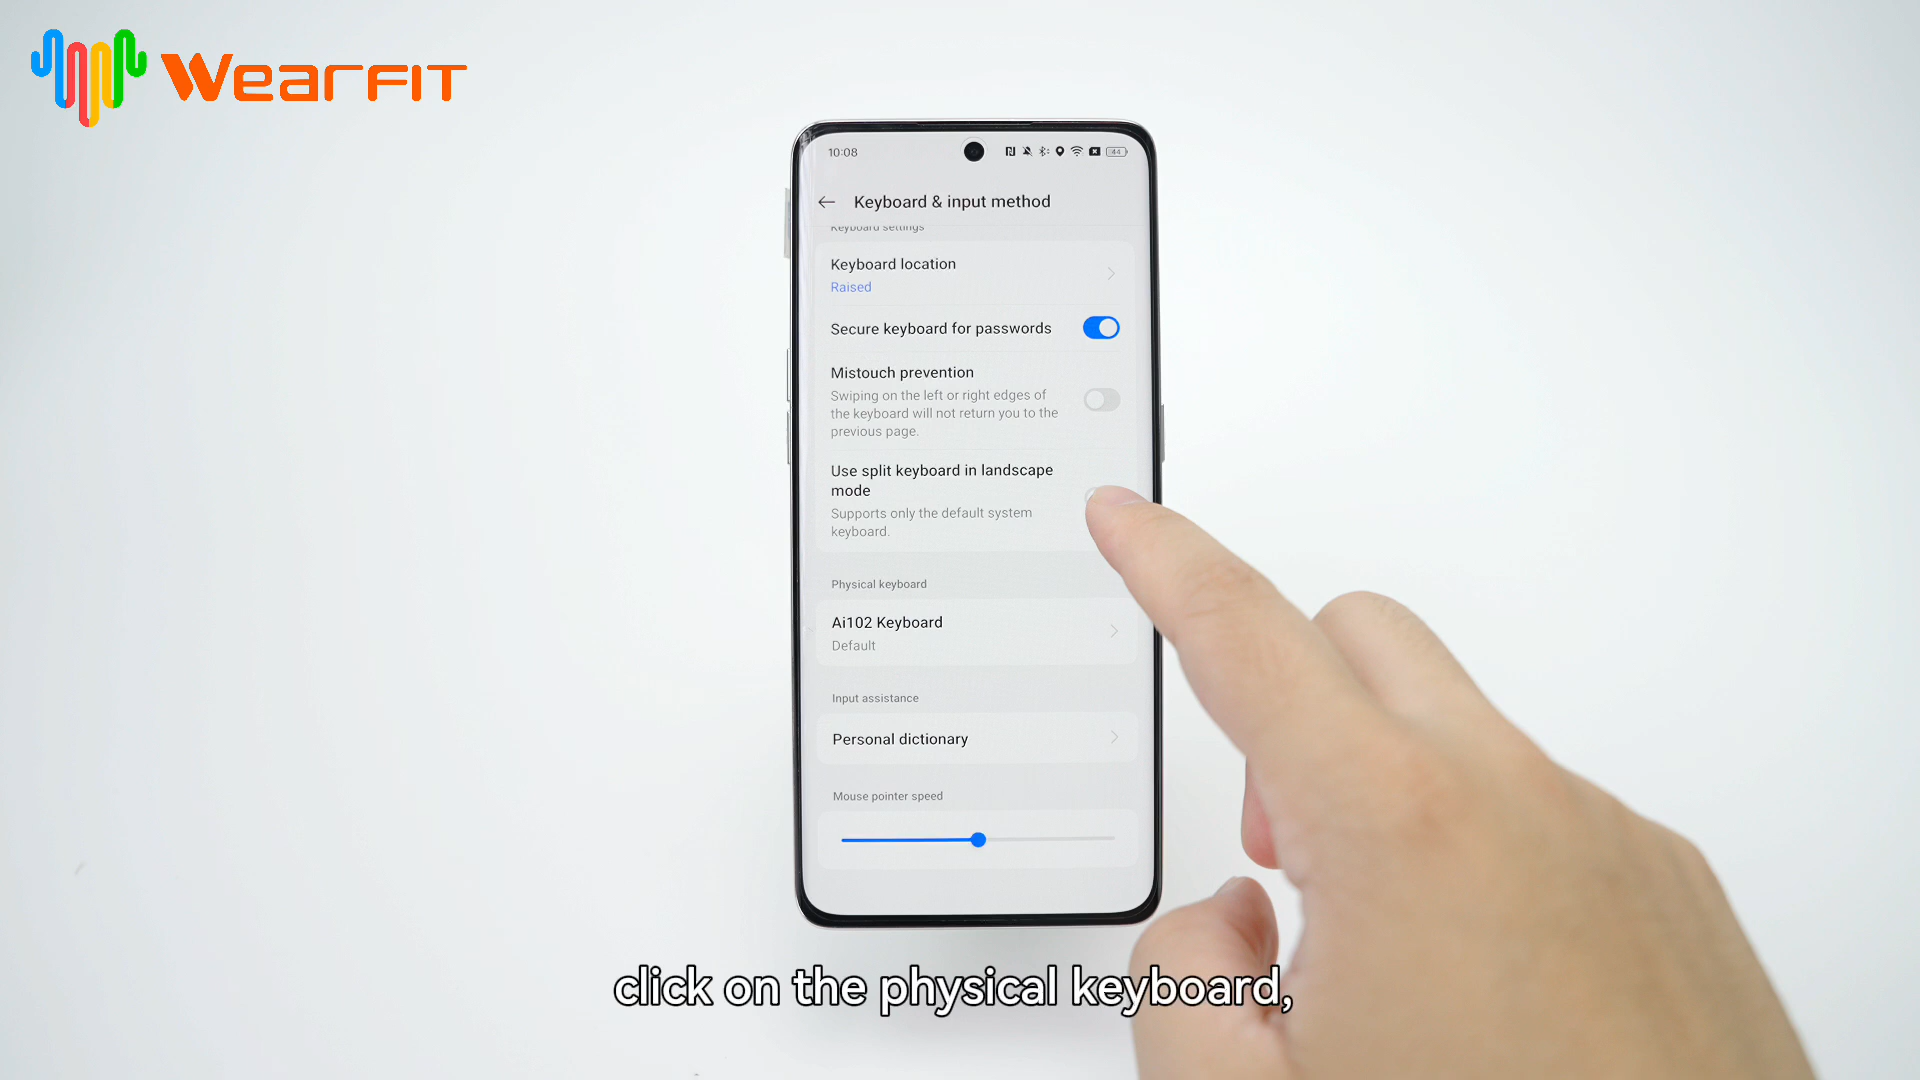 WearFit
10:08
44
Keyboard & input method
Keyboard settings
Keyboard location
Raised
Secure keyboard for passwords
Mistouch prevention
Swiping on the left or right edges of
the keyboard will not return you to the
previous page.
Use split keyboard in landscape
mode
Supports only the default system
keyboard.
Physical keyboard
Ai102 Keyboard
Default
Input assistance
Personal dictionary
Mouse pointer speed
click on the physical keyboard,